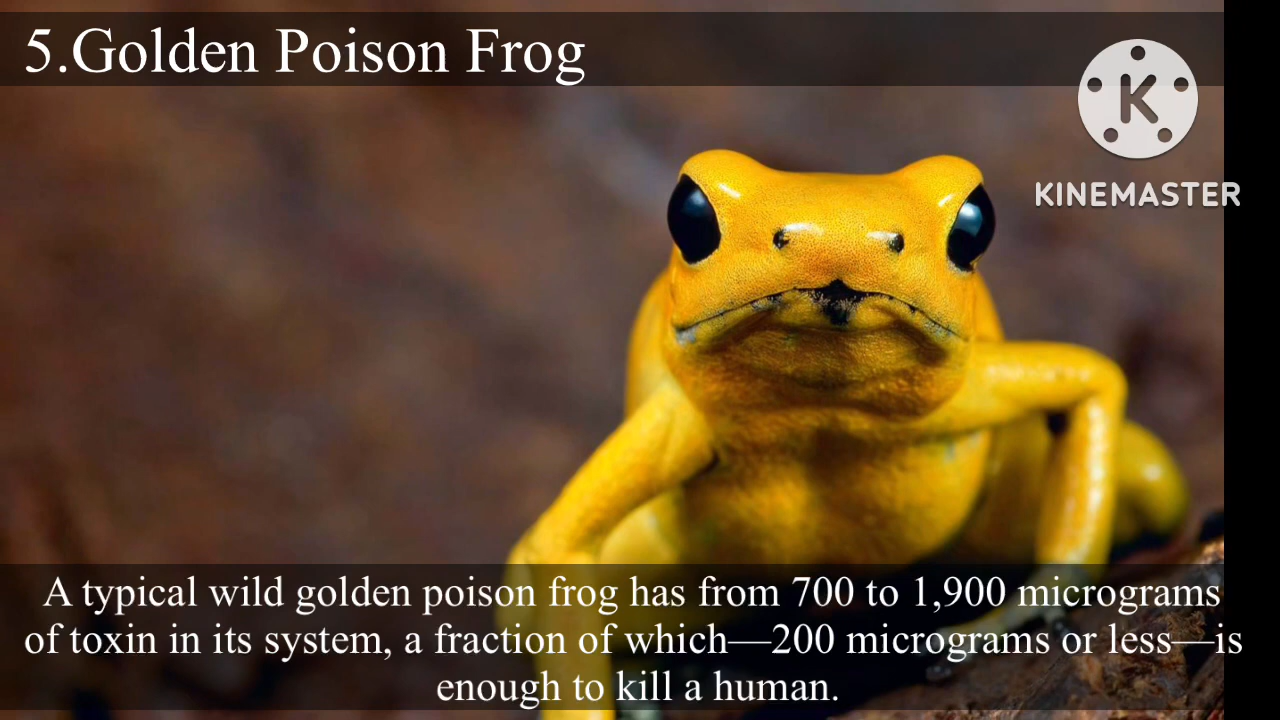 5.Golden Poison Frog
K
KINEMASTER
A typical wild golden poison frog has from 700 to 1,900 micrograms
of toxin in its system, a fraction of which—200 micrograms or less—is
enough to kill a human.